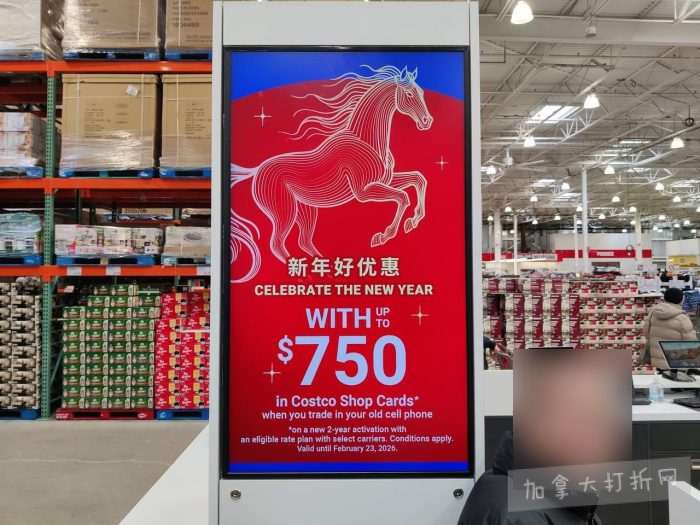 新年好优惠
CELEBRATE THE NEW YEAR
WITH UP TO
$750
in Costco Shop Cards*
when you trade in your old cell phone
*on a new 2-year activation with
an eligible rate plan with select carriers. Conditions apply.
Valid until February 23, 2026.
加拿大打折网